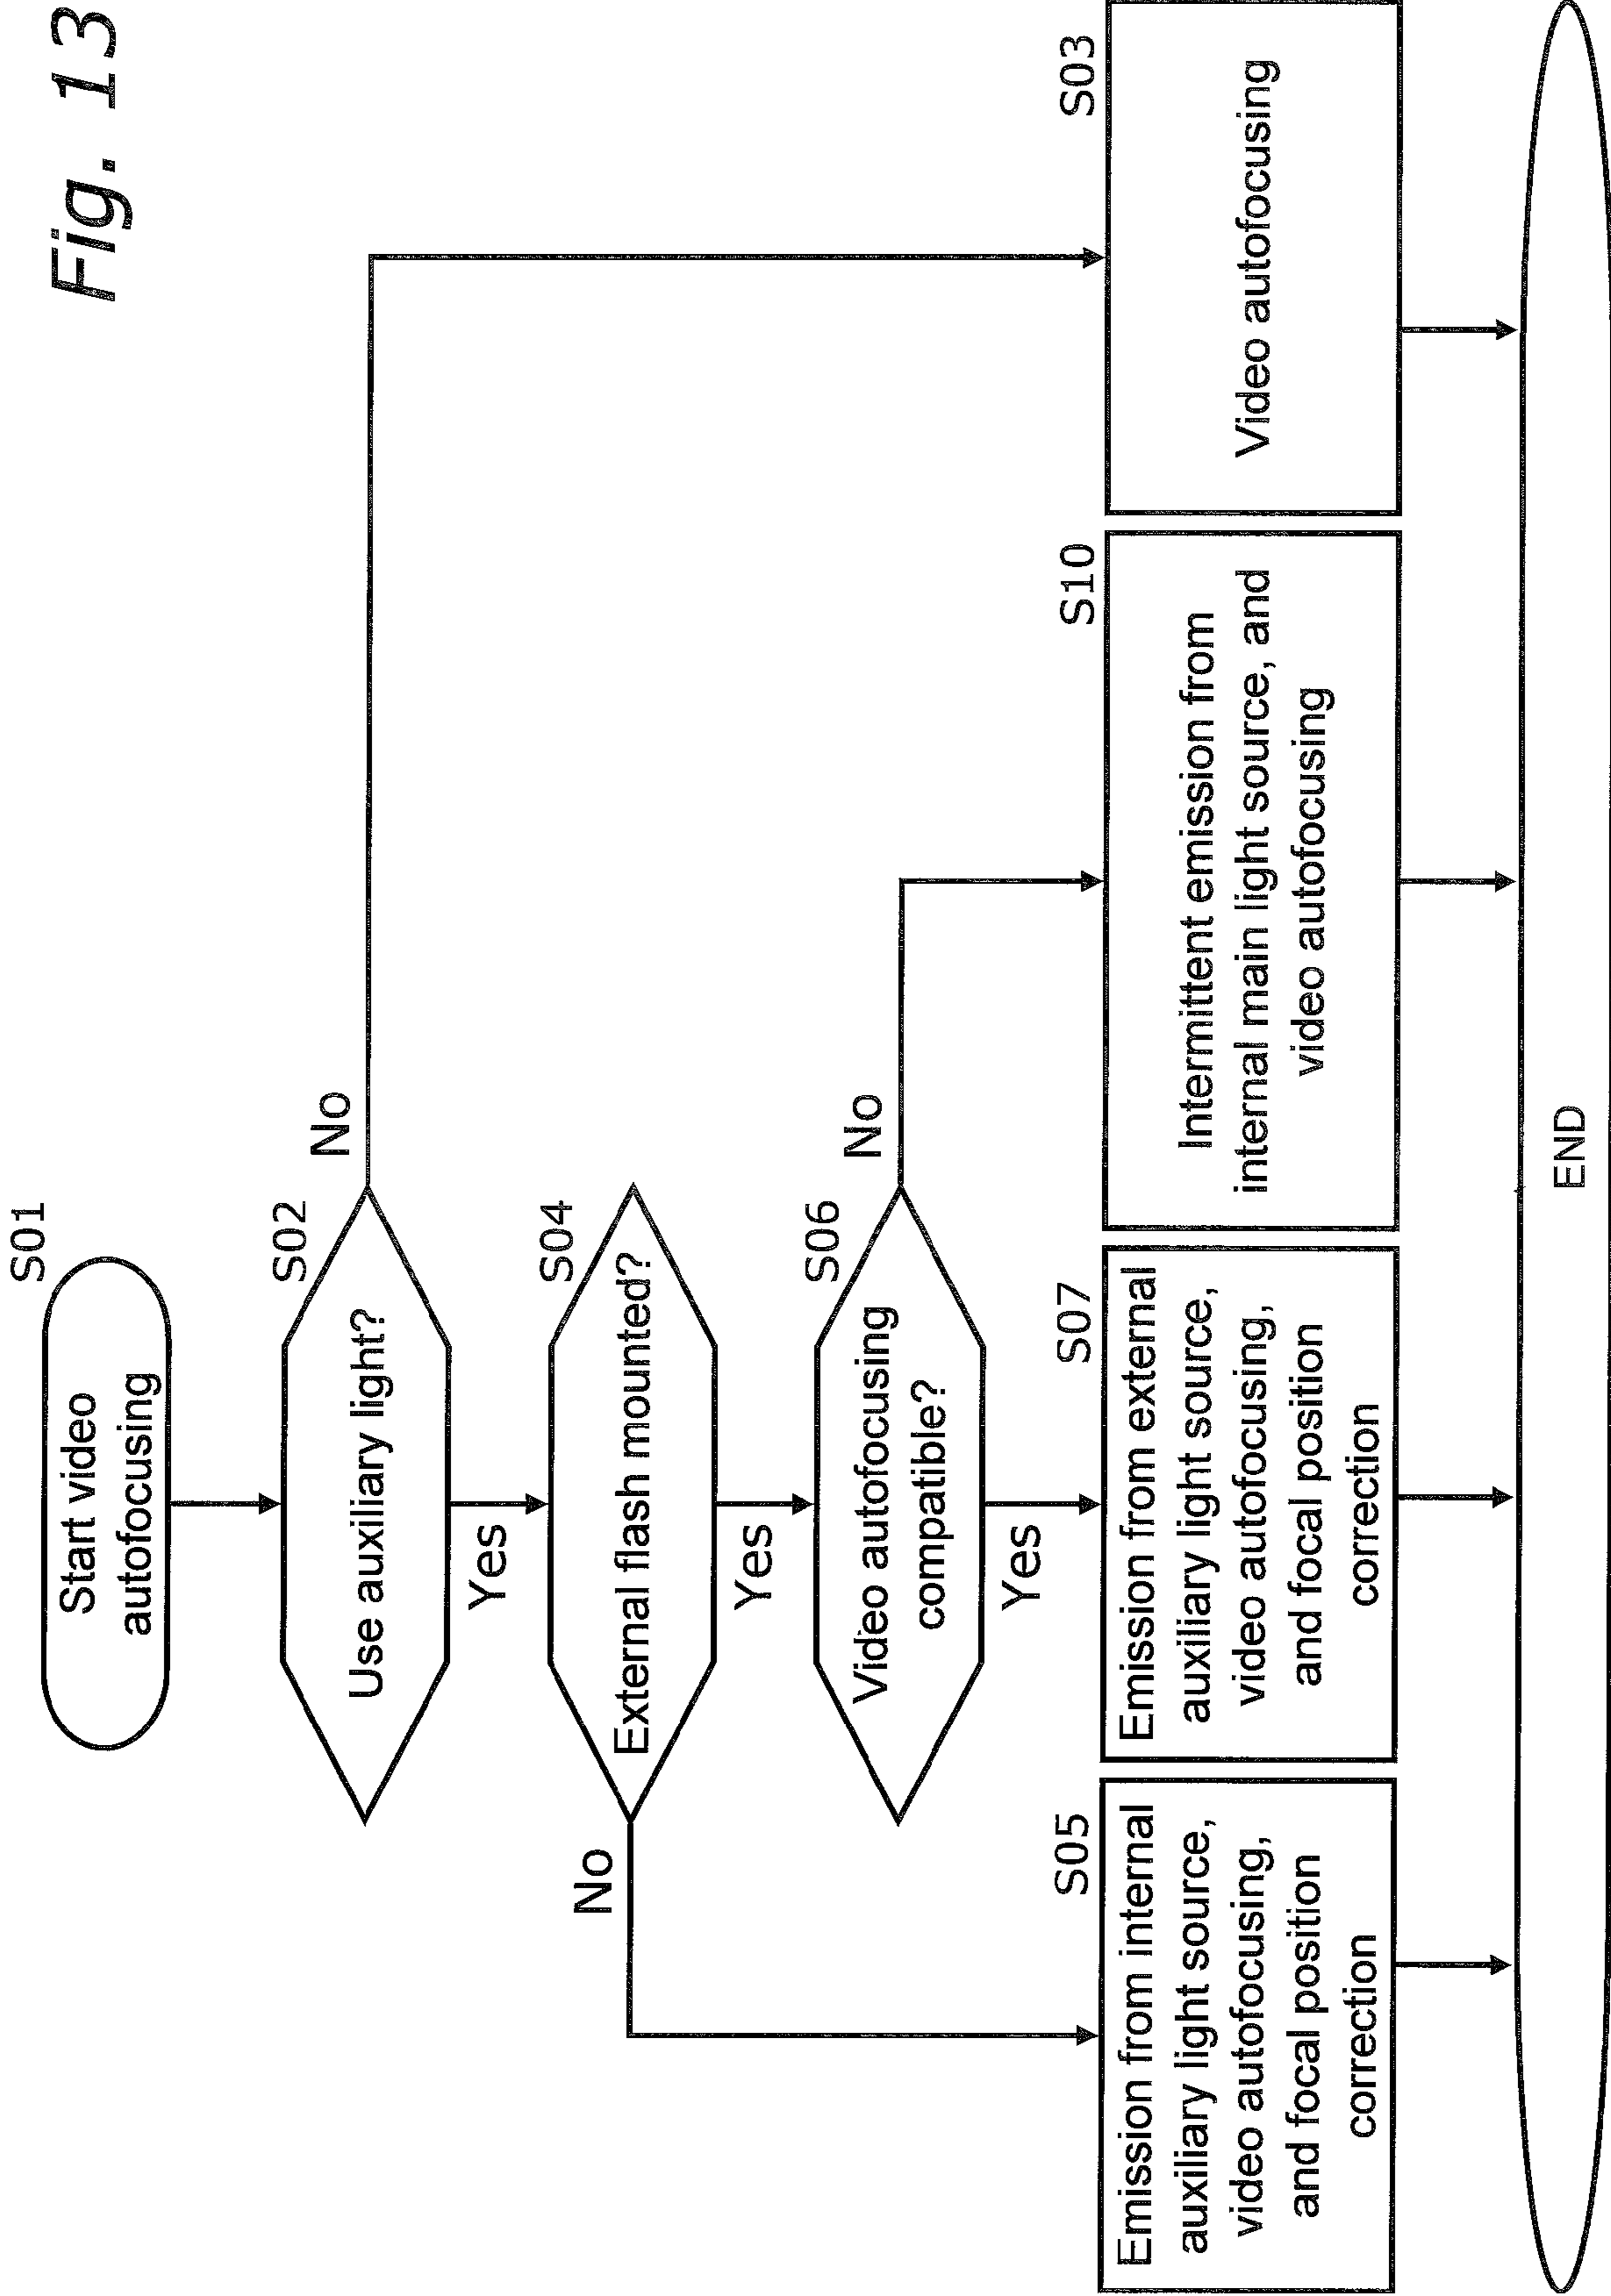 Fig. 13
S01
Start video
autofocusing
S02
Use auxiliary light?
No
Yes
S04
External flash mounted?
No
Yes
S06
Video autofocusing
compatible?
No
Yes
S05
Emission from internal
auxiliary light source,
video autofocusing,
and focal position
correction
S07
Emission from external
auxiliary light source,
video autofocusing,
and focal position
correction
S10
Intermittent emission from
internal main light source, and
video autofocusing
S03
Video autofocusing
END